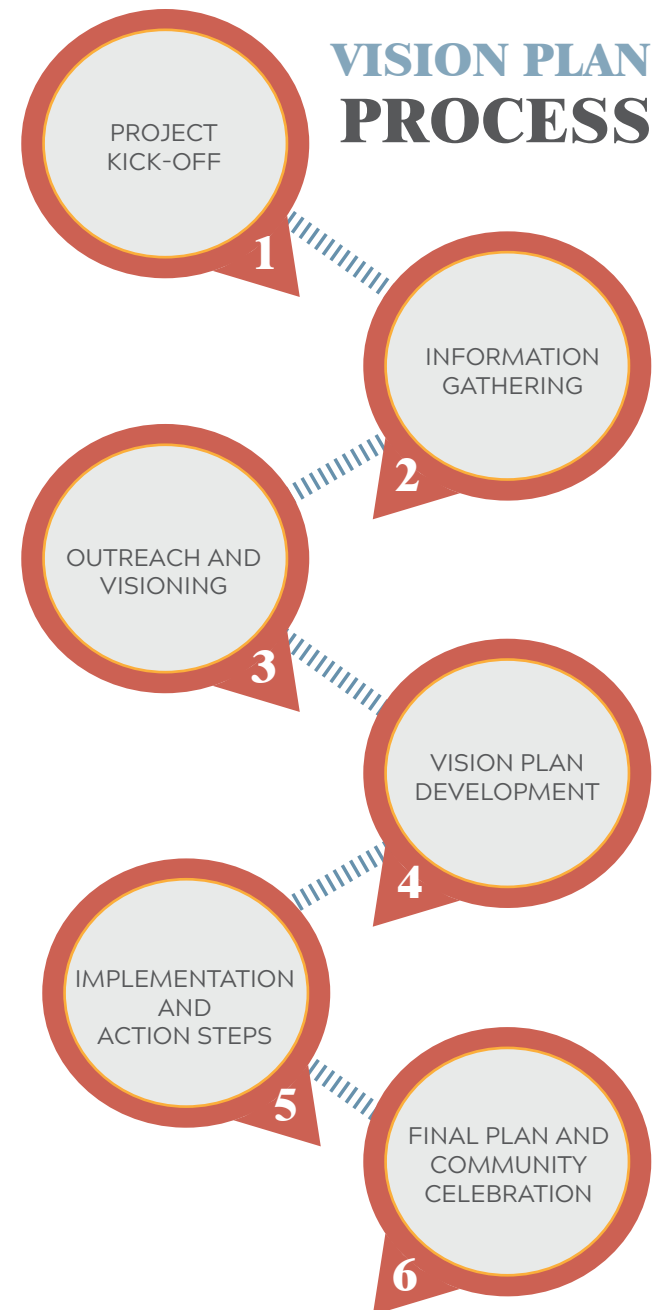 VISION PLAN
PROCESS
PROJECT
KICK-OFF
1
INFORMATION
GATHERING
2
OUTREACH AND
VISIONING
3
VISION PLAN
DEVELOPMENT
4
IMPLEMENTATION
AND
ACTION STEPS
5
FINAL PLAN AND
COMMUNITY
CELEBRATION
6